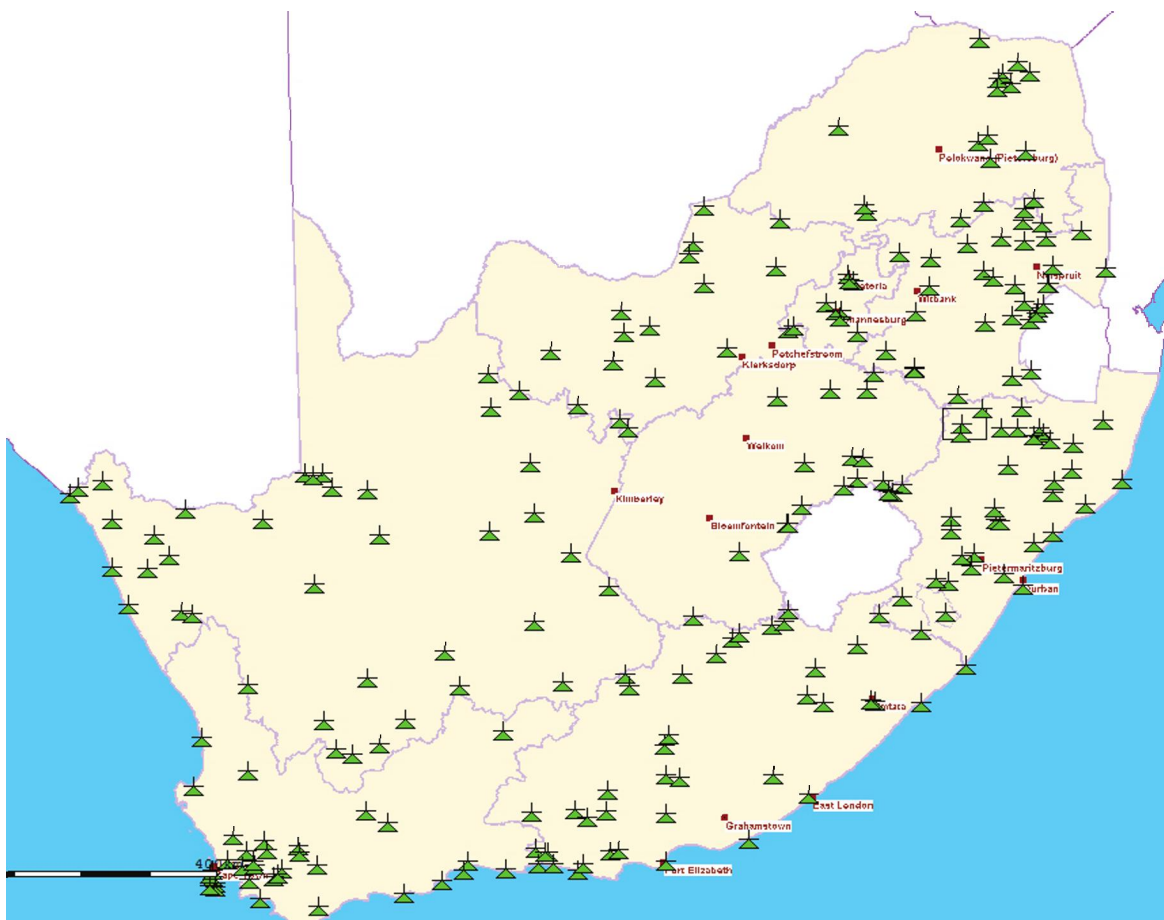 Polokwane (Pietersburg)
Nelspruit
Pretoria
Witbank
Johannesburg
Potchefstroom
Klerksdorp
Welkom
Kimberley
Bloemfontein
Pietermaritzburg
Durban
Umtata
East London
Grahamstown
Port Elizabeth